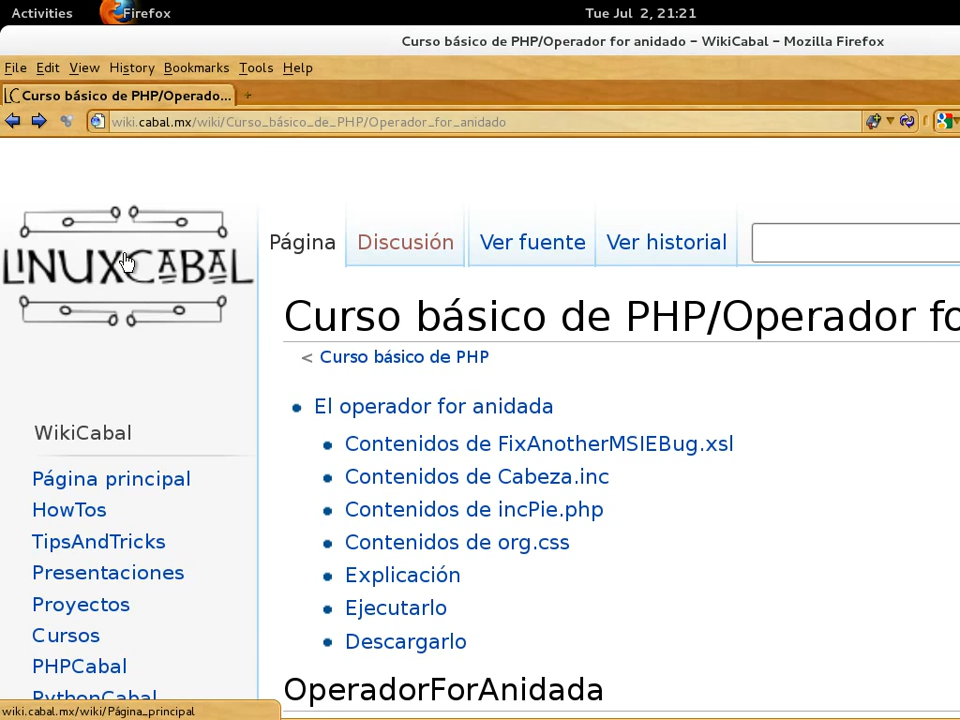 Activities Firefox Tue Jul 2, 21:21
Curso básico de PHP/Operador for anidado – WikiCabal – Mozilla Firefox
File Edit View History Bookmarks Tools Help
Curso básico de PHP/Operado... +
wiki.cabal.mx/wiki/Curso_básico_de_PHP/Operador_for_anidado
LINUXCABAL
Página Discusión Ver fuente Ver historial
Curso básico de PHP/Operador fo
< Curso básico de PHP
El operador for anidada
Contenidos de FixAnotherMSIEBug.xsl
Contenidos de Cabeza.inc
Contenidos de incPie.php
Contenidos de org.css
Explicación
Ejecutarlo
Descargarlo
OperadorForAnidada
WikiCabal
Página principal
HowTos
TipsAndTricks
Presentaciones
Proyectos
Cursos
PHPCabal
PythonCabal
wiki.cabal.mx/wiki/Página_principal